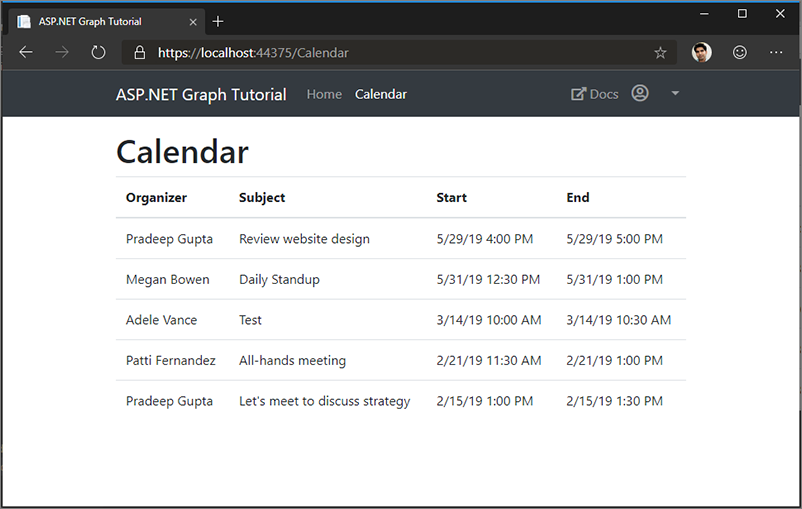 ASP.NET Graph Tutorial
https://localhost:44375/Calendar
ASP.NET Graph Tutorial Home Calendar Docs
Calendar
Organizer Subject Start End
Pradeep Gupta Review website design 5/29/19 4:00 PM 5/29/19 5:00 PM
Megan Bowen Daily Standup 5/31/19 12:30 PM 5/31/19 1:00 PM
Adele Vance Test 3/14/19 10:00 AM 3/14/19 10:30 AM
Patti Fernandez All-hands meeting 2/21/19 11:30 AM 2/21/19 1:00 PM
Pradeep Gupta Let's meet to discuss strategy 2/15/19 1:00 PM 2/15/19 1:30 PM